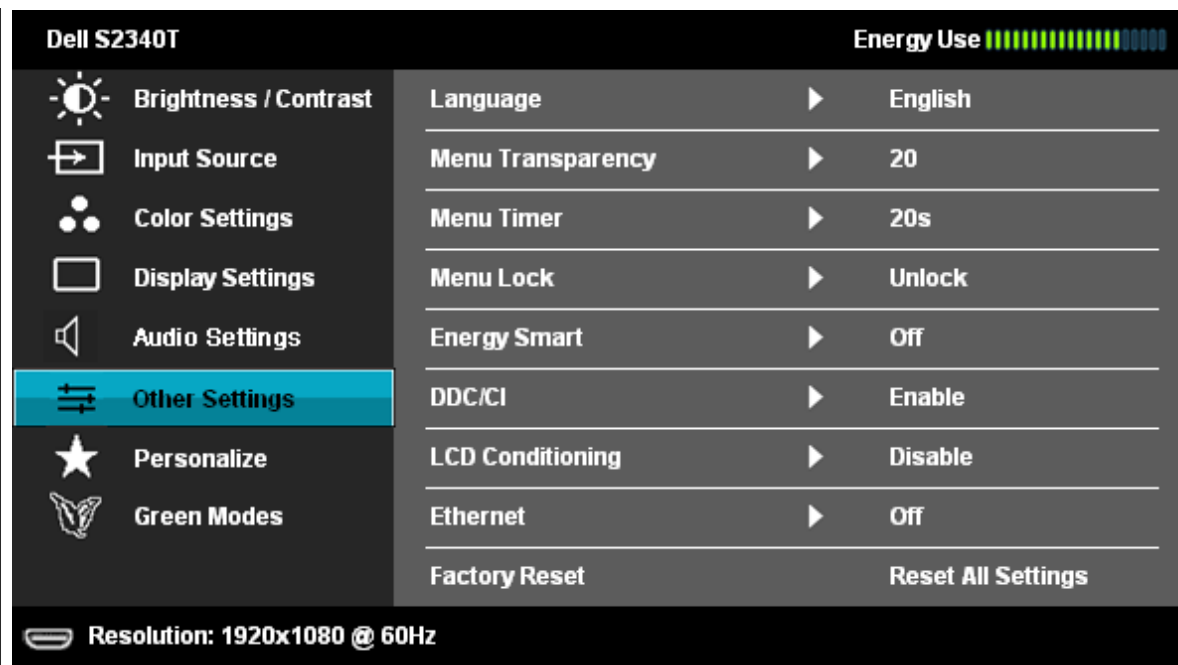 Dell S2340T Energy Use
Brightness / Contrast Language English
Input Source Menu Transparency 20
Color Settings Menu Timer 20s
Display Settings Menu Lock Unlock
Audio Settings Energy Smart Off
Other Settings DDC/CI Enable
Personalize LCD Conditioning Disable
Green Modes Ethernet Off
Factory Reset Reset All Settings
Resolution: 1920x1080 @ 60Hz